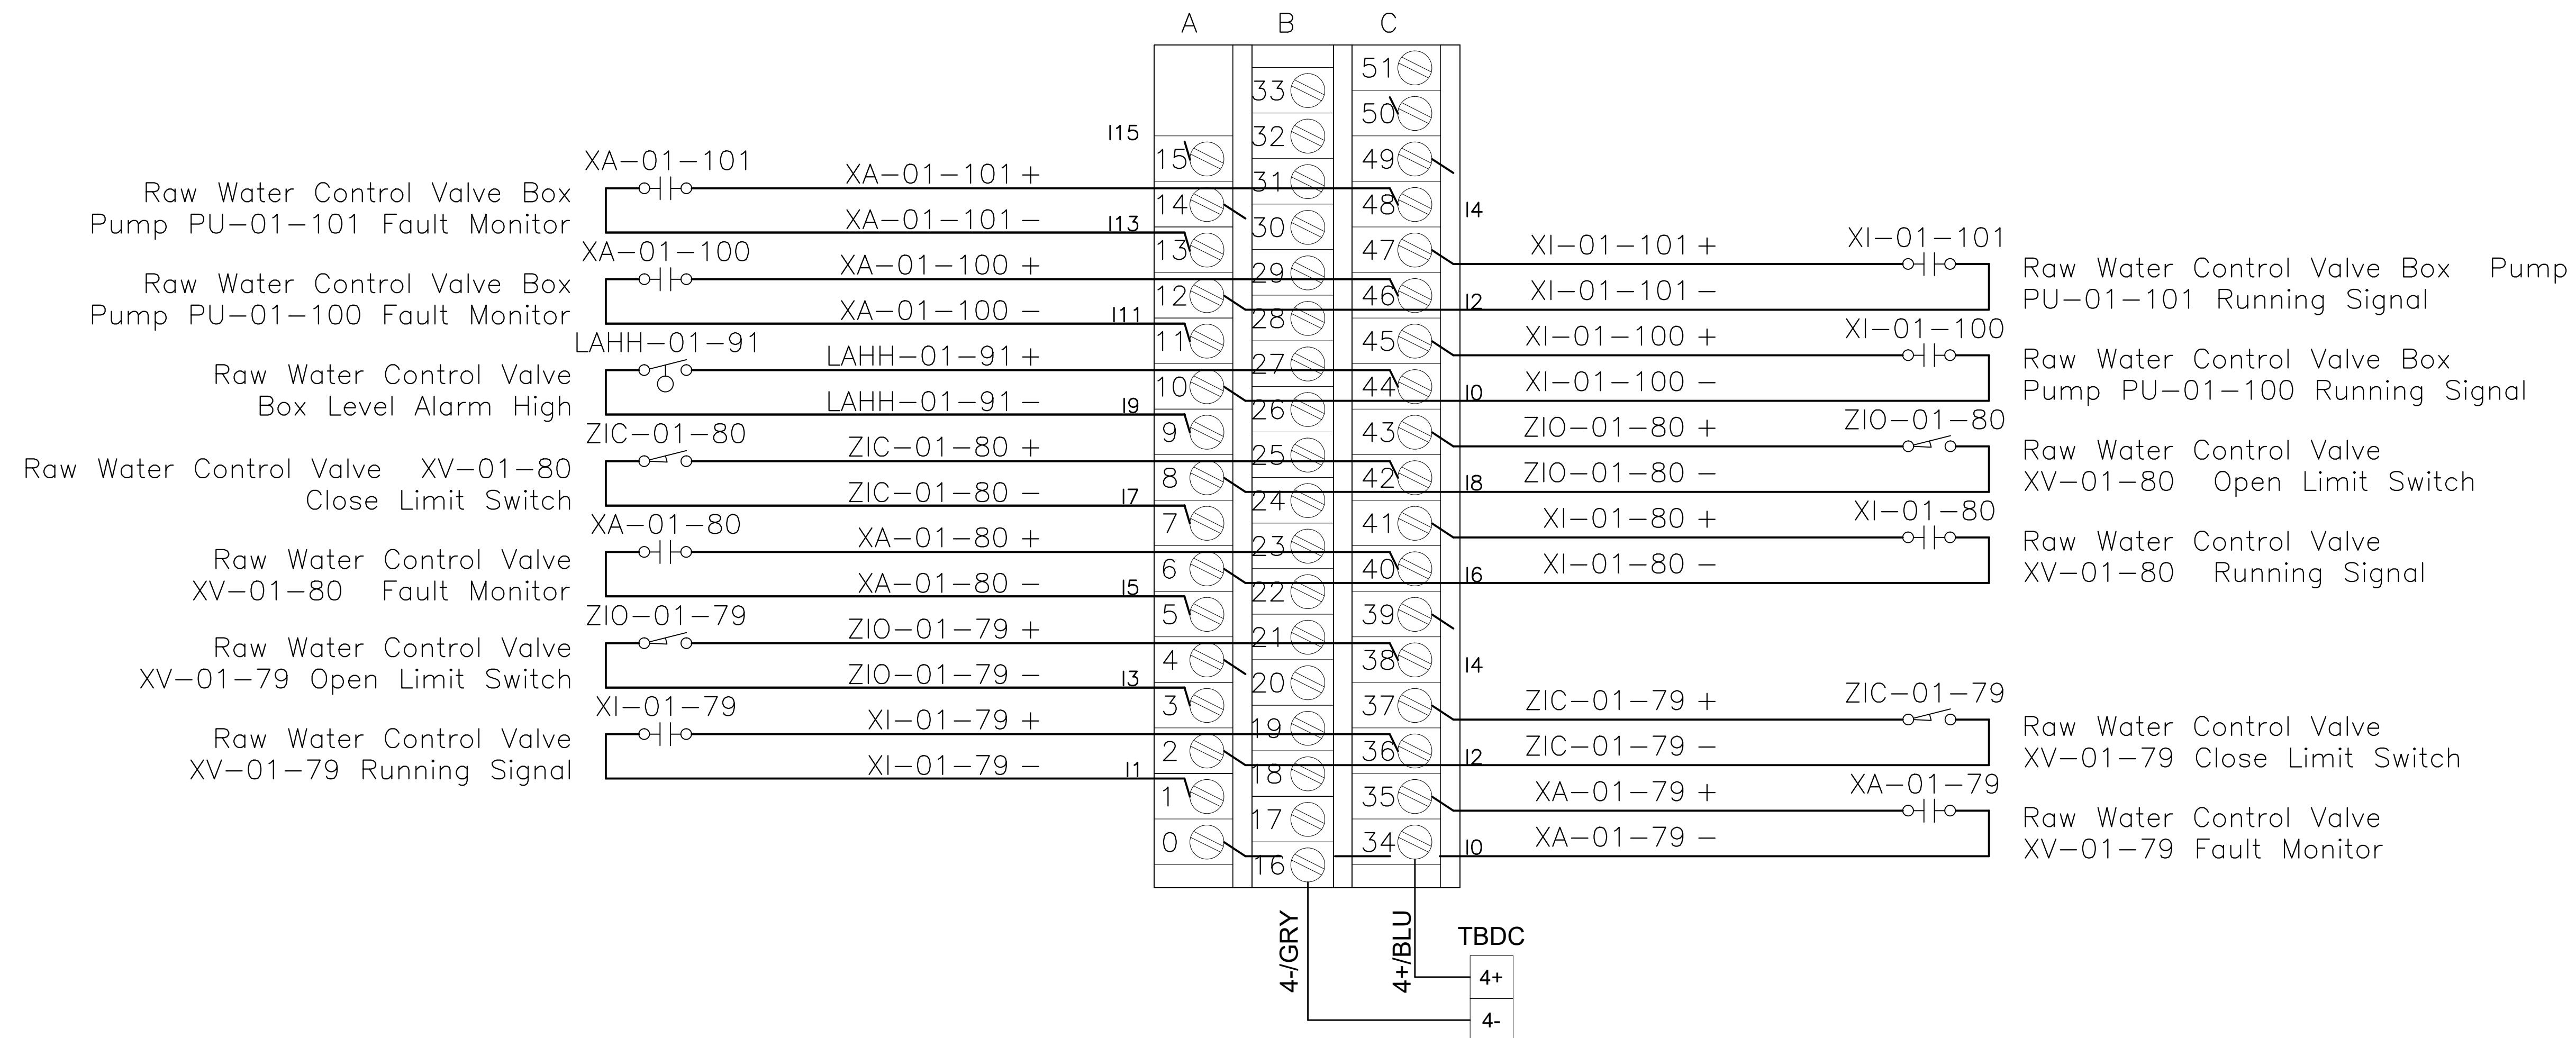 A B C
XA-01-101
Raw Water Control Valve Box
Pump PU-01-101 Fault Monitor
XA-01-101 +
XA-01-101 -
XA-01-100
Raw Water Control Valve Box
Pump PU-01-100 Fault Monitor
XA-01-100 +
XA-01-100 -
LAHH-01-91
Raw Water Control Valve
Box Level Alarm High
LAHH-01-91 +
LAHH-01-91 -
ZIC-01-80
Raw Water Control Valve XV-01-80
Close Limit Switch
ZIC-01-80 +
ZIC-01-80 -
XA-01-80
Raw Water Control Valve
XV-01-80 Fault Monitor
XA-01-80 +
XA-01-80 -
ZIO-01-79
Raw Water Control Valve
XV-01-79 Open Limit Switch
ZIO-01-79 +
ZIO-01-79 -
XI-01-79
Raw Water Control Valve
XV-01-79 Running Signal
XI-01-79 +
XI-01-79 -
I15
I13
I11
I9
I7
I5
I3
I1
15
14
13
12
11
10
9
8
7
6
5
4
3
2
1
0
33
32
31
30
29
28
27
26
25
24
23
22
21
20
19
18
17
16
51
50
49
48
47
46
45
44
43
42
41
40
39
38
37
36
35
34
I4
I2
I0
I8
I6
I4
I2
I0
XI-01-101 +
XI-01-101 -
XI-01-101
Raw Water Control Valve Box Pump
PU-01-101 Running Signal
XI-01-100 +
XI-01-100 -
XI-01-100
Raw Water Control Valve Box
Pump PU-01-100 Running Signal
ZIO-01-80 +
ZIO-01-80 -
ZIO-01-80
Raw Water Control Valve
XV-01-80 Open Limit Switch
XI-01-80 +
XI-01-80 -
XI-01-80
Raw Water Control Valve
XV-01-80 Running Signal
ZIC-01-79 +
ZIC-01-79 -
ZIC-01-79
Raw Water Control Valve
XV-01-79 Close Limit Switch
XA-01-79 +
XA-01-79 -
XA-01-79
Raw Water Control Valve
XV-01-79 Fault Monitor
4-/GRY
4+/BLU
TBDC
4+
4-